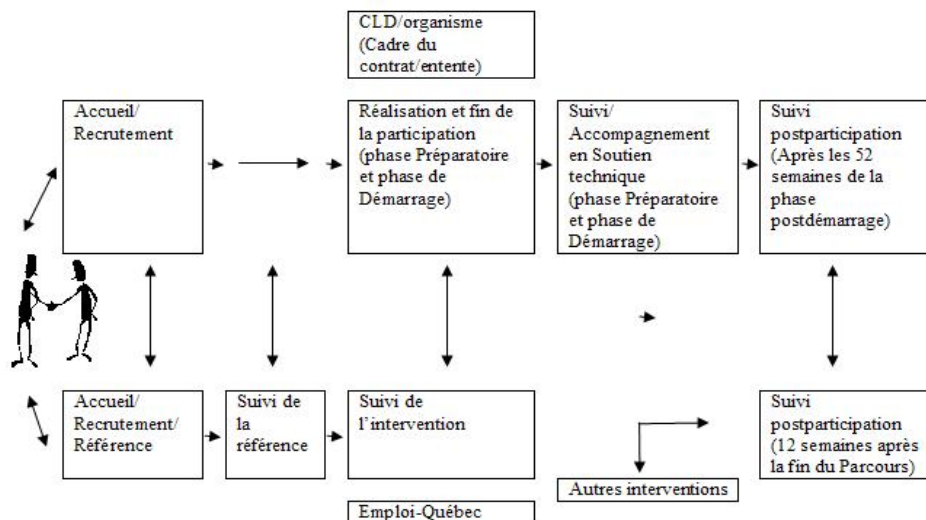 CLD/organisme
(Cadre du
contrat/entente)
Accueil/
Recrutement
Réalisation et fin de
la participation
(phase Préparatoire
et phase de
Démarrage)
Suivi/
Accompagnement
en Soutien
technique
(phase Préparatoire
et phase de
Démarrage)
Suivi
postparticipation
(Après les 52
semaines de la
phase
postdémarrage)
Accueil/
Recrutement/
Référence
Suivi de
la
référence
Suivi de
l’intervention
Autres interventions
Suivi
postparticipation
(12 semaines après
la fin du Parcours)
Emploi-Québec